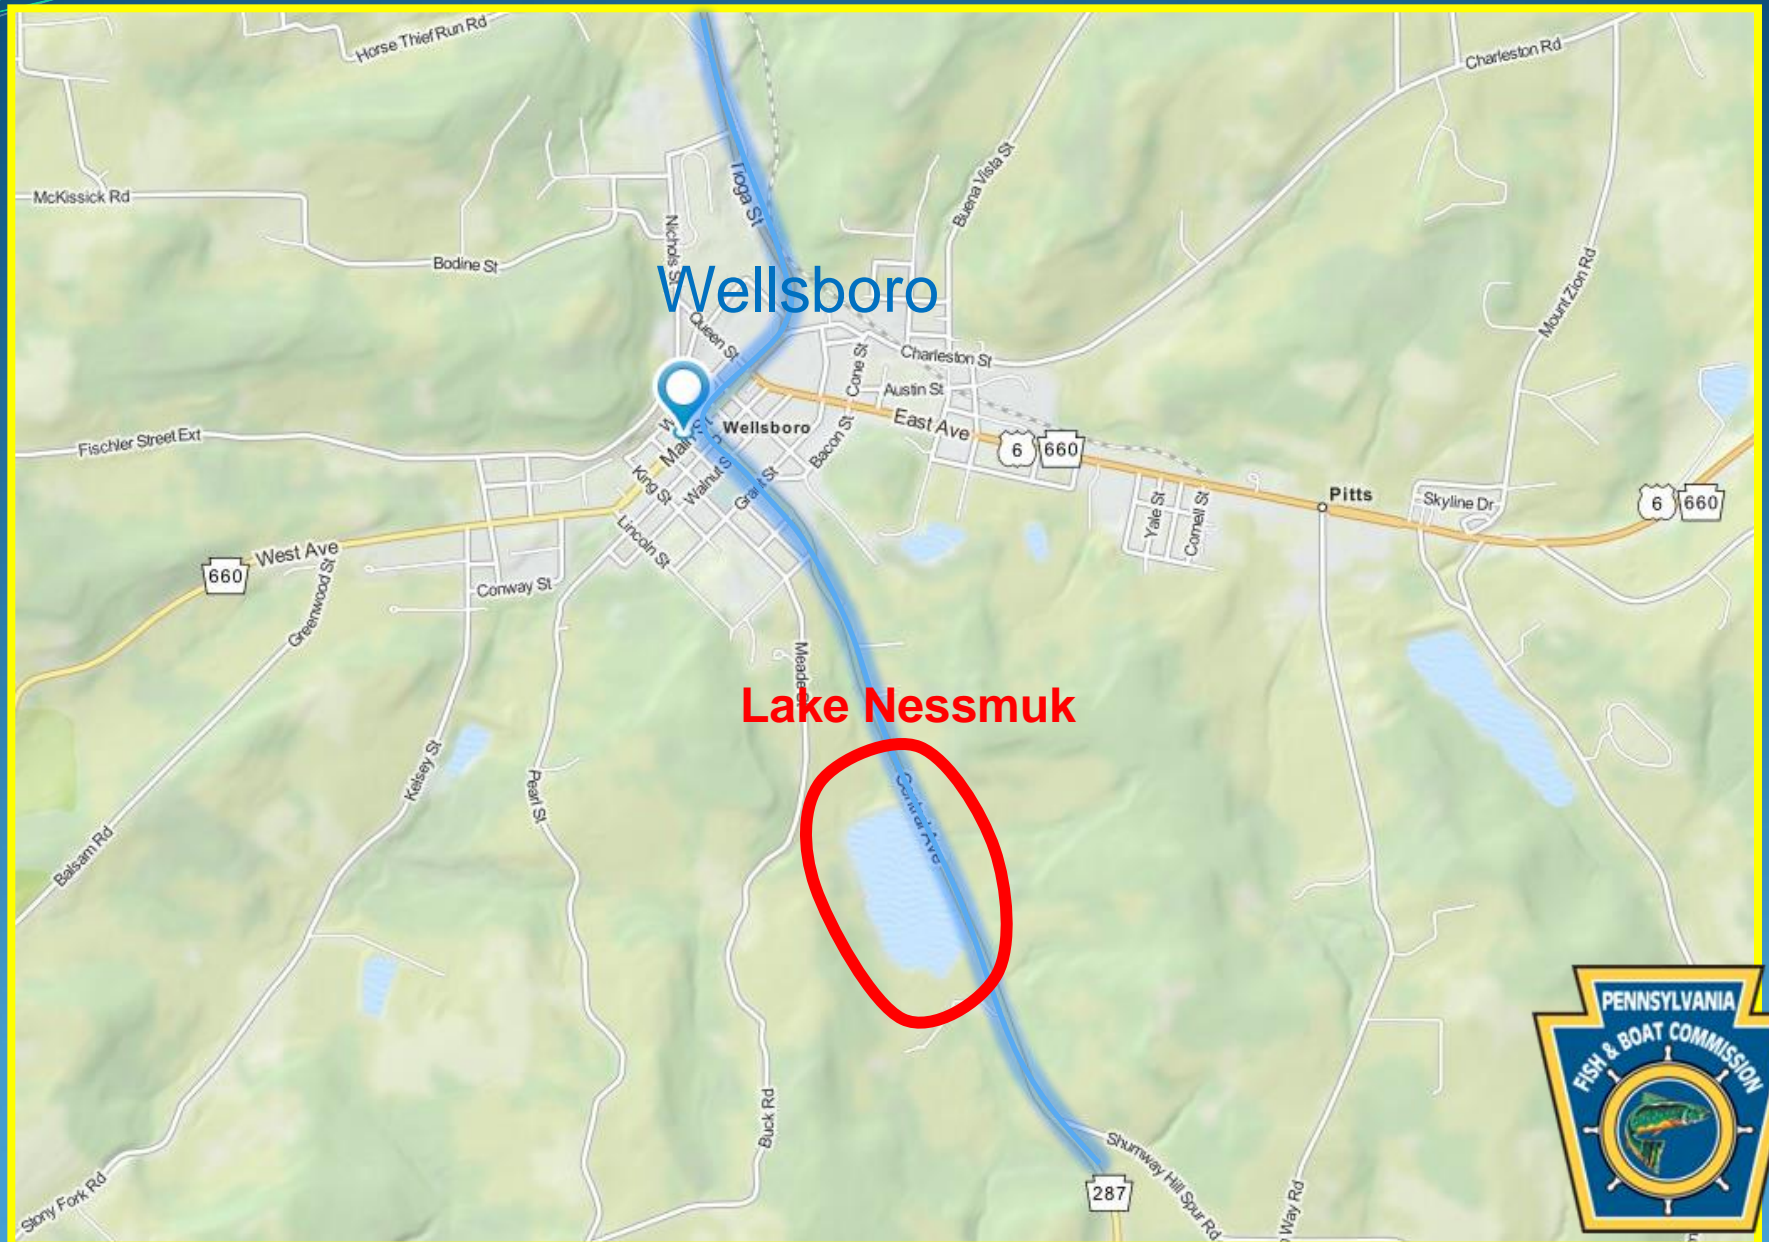 Horse Thief Run Rd
Charleston Rd
McKissick Rd
Tioga St
Buena Vista St
Nichols St
Bodine St
Mount Zion Rd
Wellsboro
Queen St
Charleston St
Cone St
Austin St
East Ave
Fischler Street Ext
Main St
Wellsboro
Bacon St
6
660
King St
Walnut S
Grant St
Pitts
Skyline Dr
6
660
Yale St
Cornell St
Lincoln St
West Ave
660
Conway St
Greenwood St
Meade St
Lake Nessmuk
Kelsey St
Pearl St
Central Ave
Balsam Rd
Buck Rd
Stony Fork Rd
Shumway Hill Spur Rd
287
Way Rd
PENNSYLVANIA
FISH & BOAT COMMISSION